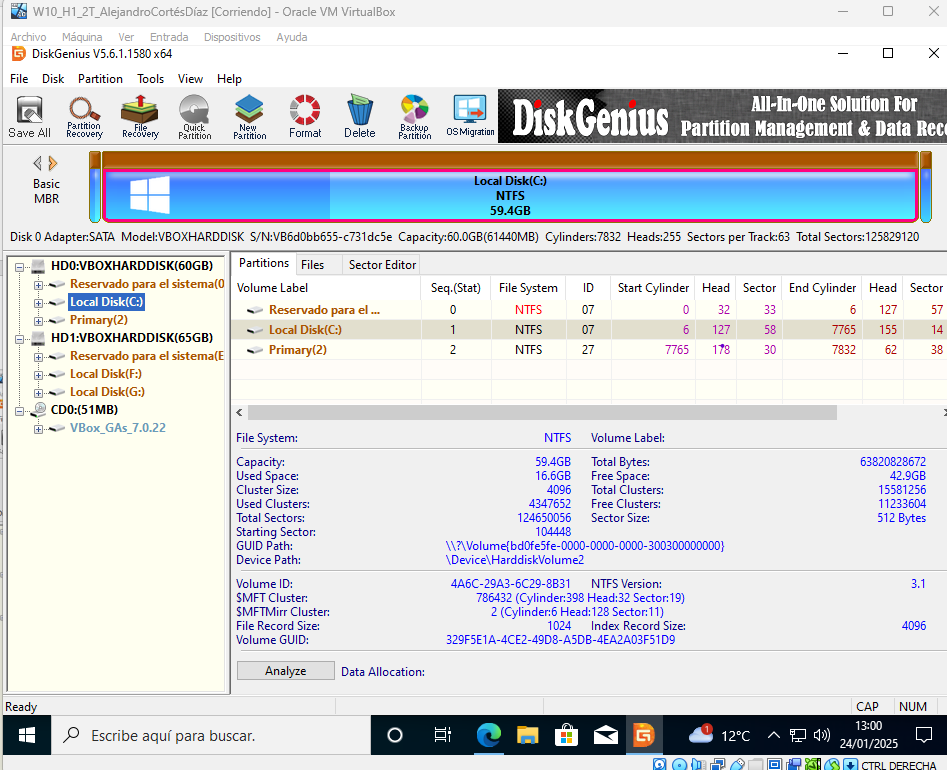 W10_H1_2T_AlejandroCortésDíaz [Corriendo] - Oracle VM VirtualBox
Archivo Máquina Ver Entrada Dispositivos Ayuda
DiskGenius V5.6.1.1580 x64
File Disk Partition Tools View Help
Save All
Partition Recovery
File Recovery
Quick Partition
New Partition
Format
Delete
Backup Partition
OS Migration
DiskGenius
All-In-One Solution For
Partition Management & Data Reco
Basic
MBR
Local Disk(C:)
NTFS
59.4GB
Disk 0 Adapter:SATA Model:VBOXHARDDISK S/N:VB6d0bb655-c731dc5e Capacity:60.0GB(61440MB) Cylinders:7832 Heads:255 Sectors per Track:63 Total Sectors:125829120
HD0:VBOXHARDDISK(60GB)
Reservado para el sistema(0
Local Disk(C:)
Primary(2)
HD1:VBOXHARDDISK(65GB)
Reservado para el sistema(E
Local Disk(F:)
Local Disk(G:)
CD0:(51MB)
VBox_GAs_7.0.22
Partitions Files Sector Editor
Volume Label Seq.(Stat) File System ID Start Cylinder Head Sector End Cylinder Head Sector
Reservado para el ... 0 NTFS 07 0 32 33 6 127 57
Local Disk(C:) 1 NTFS 07 6 127 58 7765 155 14
Primary(2) 2 NTFS 27 7765 178 30 7832 62 38
File System: NTFS Volume Label:
Capacity: 59.4GB Total Bytes: 63820828672
Used Space: 16.6GB Free Space: 42.9GB
Cluster Size: 4096 Total Clusters: 15581256
Used Clusters: 4347652 Free Clusters: 11233604
Total Sectors: 124650056 Sector Size: 512 Bytes
Starting Sector: 104448
GUID Path: \\?\Volume{bd0fe5fe-0000-0000-0000-300300000000}
Device Path: \Device\HarddiskVolume2
Volume ID: 4A6C-29A3-6C29-8B31 NTFS Version: 3.1
$MFT Cluster: 786432 (Cylinder:398 Head:32 Sector:19)
$MFTMirr Cluster: 2 (Cylinder:6 Head:128 Sector:11)
File Record Size: 1024 Index Record Size: 4096
Volume GUID: 329F5E1A-4CE2-49D8-A5DB-4EA2A03F51D9
Analyze Data Allocation:
Ready CAP NUM
Escribe aquí para buscar.
1
12°C
13:00
24/01/2025
CTRL DERECHA